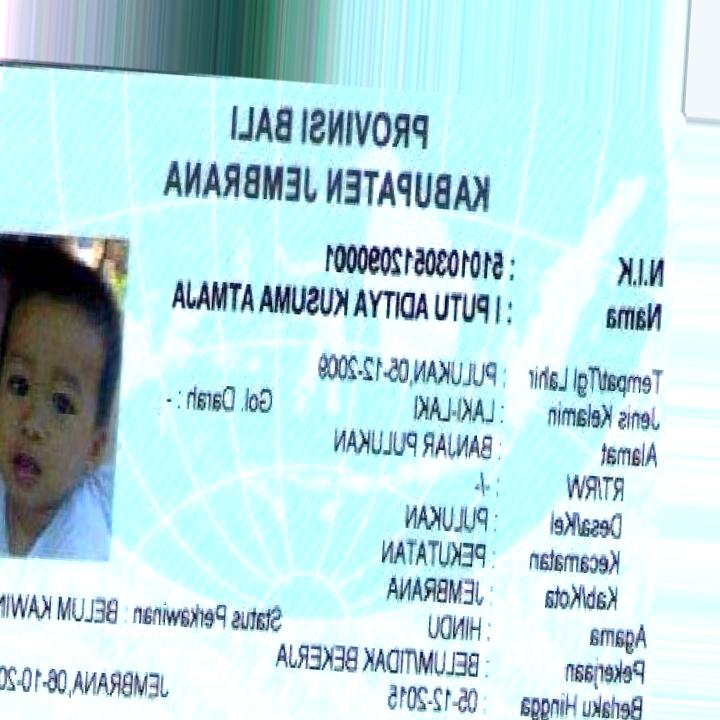 PROVINSI BALI
KABUPATEN JEMBRANA
N.I.K : 5101030512090001
Nama : I PUTU ADITYA KUSUMA ATMAJA
Tempat/Tgl Lahir : PULUKAN,05-12-2009
Jenis Kelamin : LAKI-LAKI Gol. Darah : -
Alamat : BANJAR PULUKAN
RT/RW : -/-
Desa/Kel : PULUKAN
Kecamatan : PEKUTATAN
Kab/Kota : JEMBRANA
Agama : HINDU
Status Perkawinan : BELUM KAWIN
Pekerjaan : BELUM/TIDAK BEKERJA
Berlaku Hingga : 05-12-2015
JEMBRANA,06-10-20